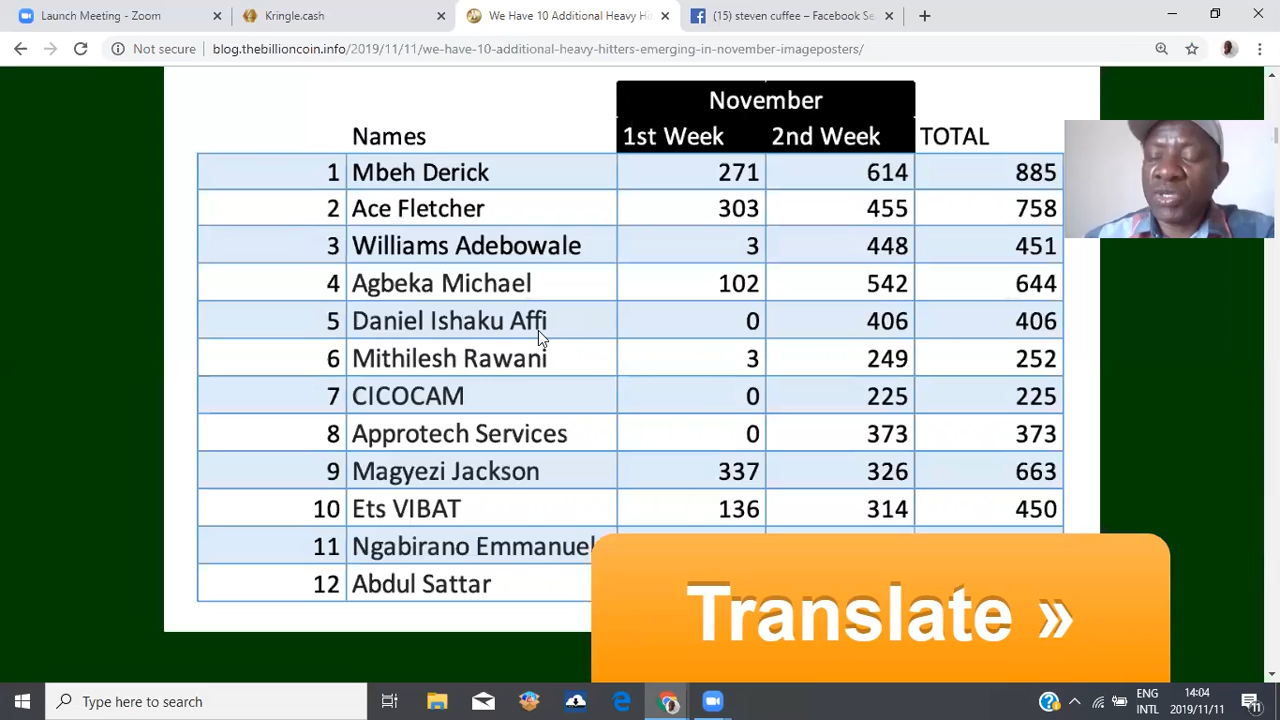 Launch Meeting - Zoom
Kringle.cash
We Have 10 Additional Heavy Hi
(15) steven cuffee – Facebook Se
Not secure
blog.thebillioncoin.info/2019/11/11/we-have-10-additional-heavy-hitters-emerging-in-november-imageposters/
November
Names 1st Week 2nd Week TOTAL
1 Mbeh Derick 271 614 885
2 Ace Fletcher 303 455 758
3 Williams Adebowale 3 448 451
4 Agbeka Michael 102 542 644
5 Daniel Ishaku Affi 0 406 406
6 Mithilesh Rawani 3 249 252
7 CICOCAM 0 225 225
8 Approtech Services 0 373 373
9 Magyezi Jackson 337 326 663
10 Ets VIBAT 136 314 450
11 Ngabirano Emmanuel
12 Abdul Sattar
Translate »
Type here to search
ENG
INTL
14:04
2019/11/11
11